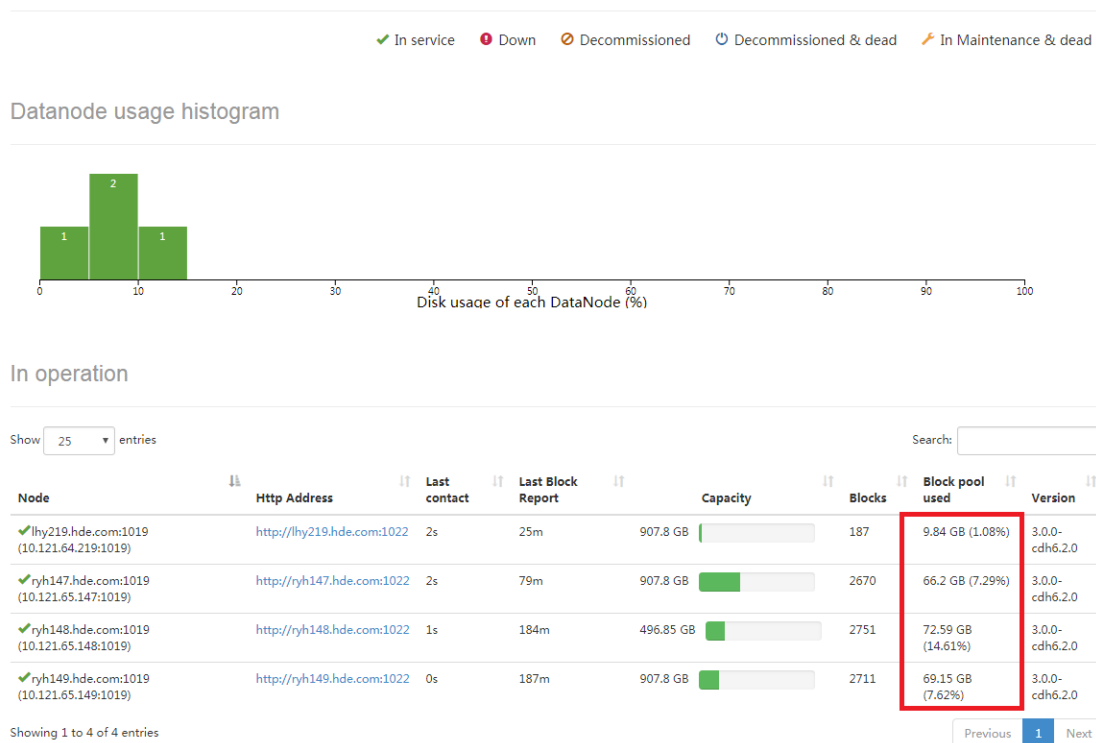 In service Down Decommissioned Decommissioned & dead In Maintenance & dead
Datanode usage histogram
2
1 1
0 10 20 30 40 50 60 70 80 90 100
Disk usage of each DataNode (%)
In operation
Show 25 entries Search:
Node Http Address Last contact Last Block Report Capacity Blocks Block pool used Version
lhy219.hde.com:1019 (10.121.64.219:1019) http://lhy219.hde.com:1022 2s 25m 907.8 GB 187 9.84 GB (1.08%) 3.0.0-cdh6.2.0
ryh147.hde.com:1019 (10.121.65.147:1019) http://ryh147.hde.com:1022 2s 79m 907.8 GB 2670 66.2 GB (7.29%) 3.0.0-cdh6.2.0
ryh148.hde.com:1019 (10.121.65.148:1019) http://ryh148.hde.com:1022 1s 184m 496.85 GB 2751 72.59 GB (14.61%) 3.0.0-cdh6.2.0
ryh149.hde.com:1019 (10.121.65.149:1019) http://ryh149.hde.com:1022 0s 187m 907.8 GB 2711 69.15 GB (7.62%) 3.0.0-cdh6.2.0
Showing 1 to 4 of 4 entries Previous 1 Next